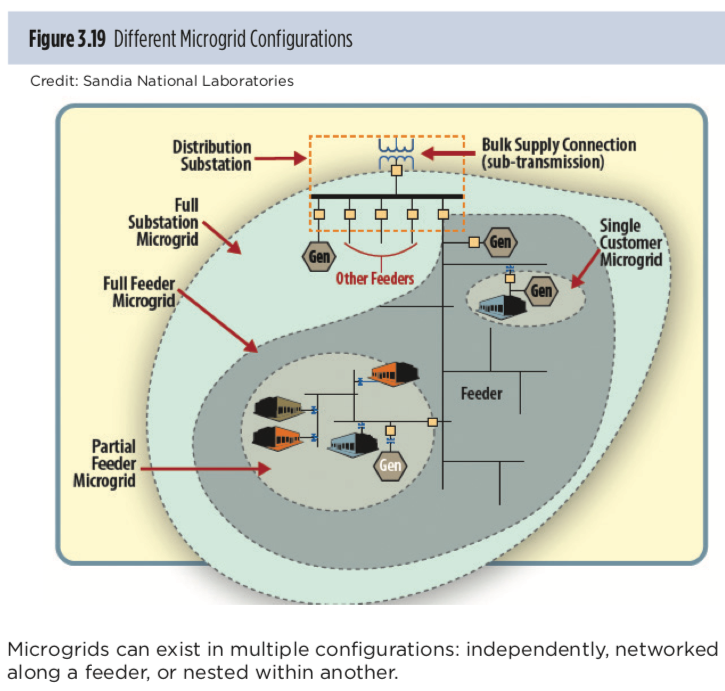 Figure 3.19 Different Microgrid Configurations
Credit: Sandia National Laboratories
Distribution
Substation
Bulk Supply Connection
(sub-transmission)
Full
Substation
Microgrid
Gen
Other Feeders
Gen
Single
Customer
Microgrid
Full Feeder
Microgrid
Gen
Feeder
Partial
Feeder
Microgrid
Gen
Microgrids can exist in multiple configurations: independently, networked
along a feeder, or nested within another.